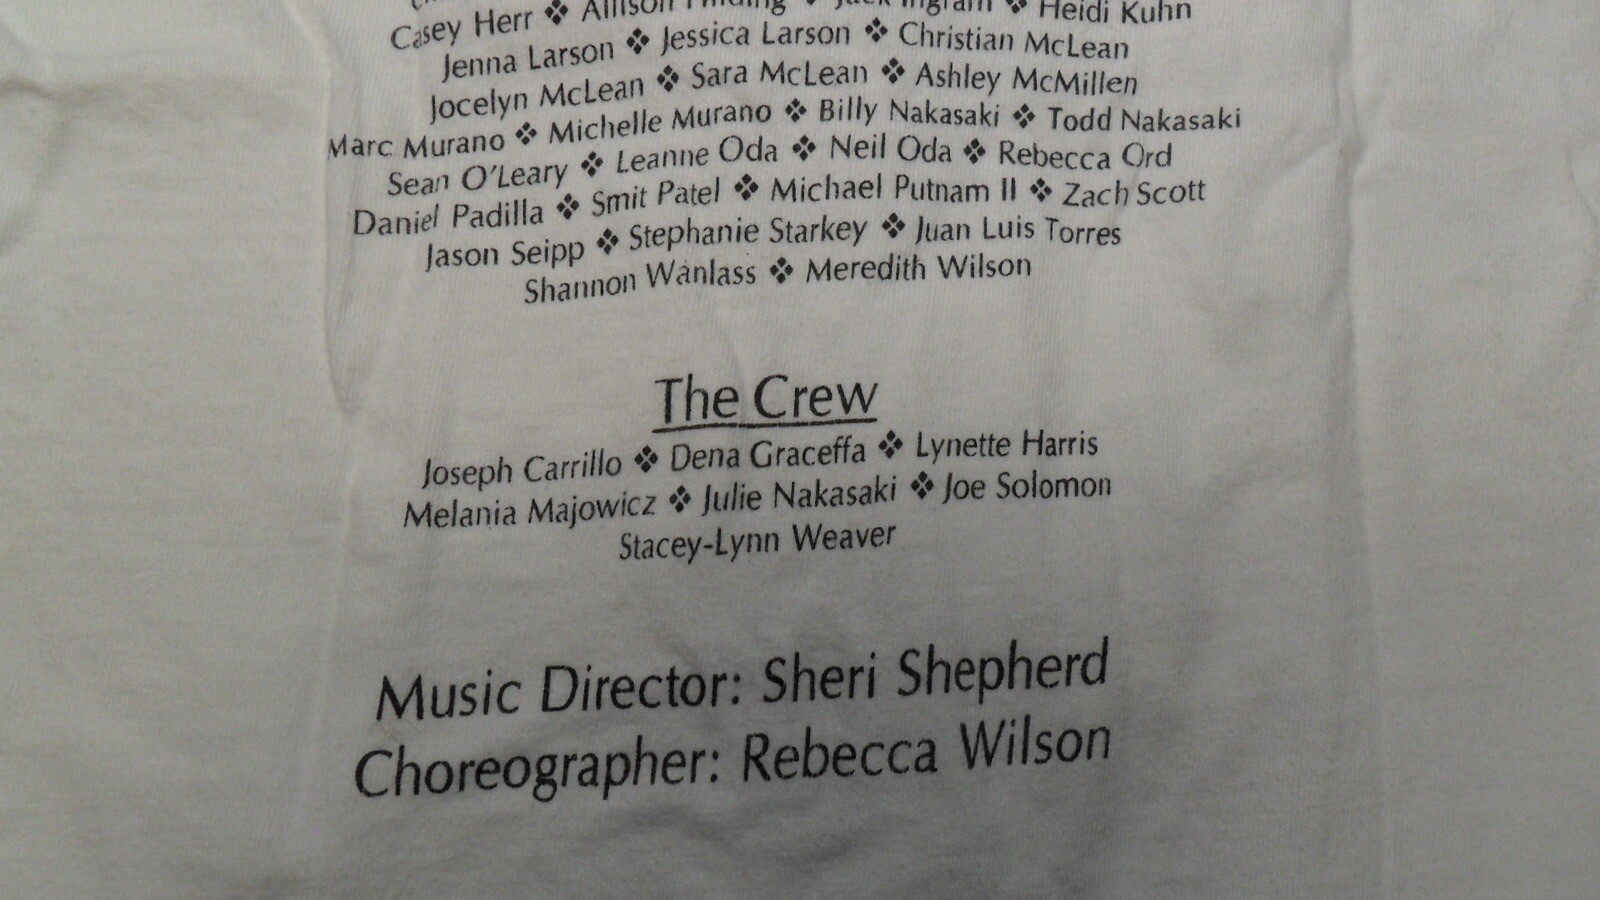 Casey Herr ❖ Allison ❖ Jack Ingram ❖ Heidi Kuhn
Jenna Larson ❖ Jessica Larson ❖ Christian McLean
Jocelyn McLean ❖ Sara McLean ❖ Ashley McMillen
Marc Murano ❖ Michelle Murano ❖ Billy Nakasaki ❖ Todd Nakasaki
Sean O'Leary ❖ Leanne Oda ❖ Neil Oda ❖ Rebecca Ord
Daniel Padilla ❖ Smit Patel ❖ Michael Putnam II ❖ Zach Scott
Jason Seipp ❖ Stephanie Starkey ❖ Juan Luis Torres
Shannon Wanlass ❖ Meredith Wilson
The Crew
Joseph Carrillo ❖ Dena Graceffa ❖ Lynette Harris
Melania Majowicz ❖ Julie Nakasaki ❖ Joe Solomon
Stacey-Lynn Weaver
Music Director: Sheri Shepherd
Choreographer: Rebecca Wilson